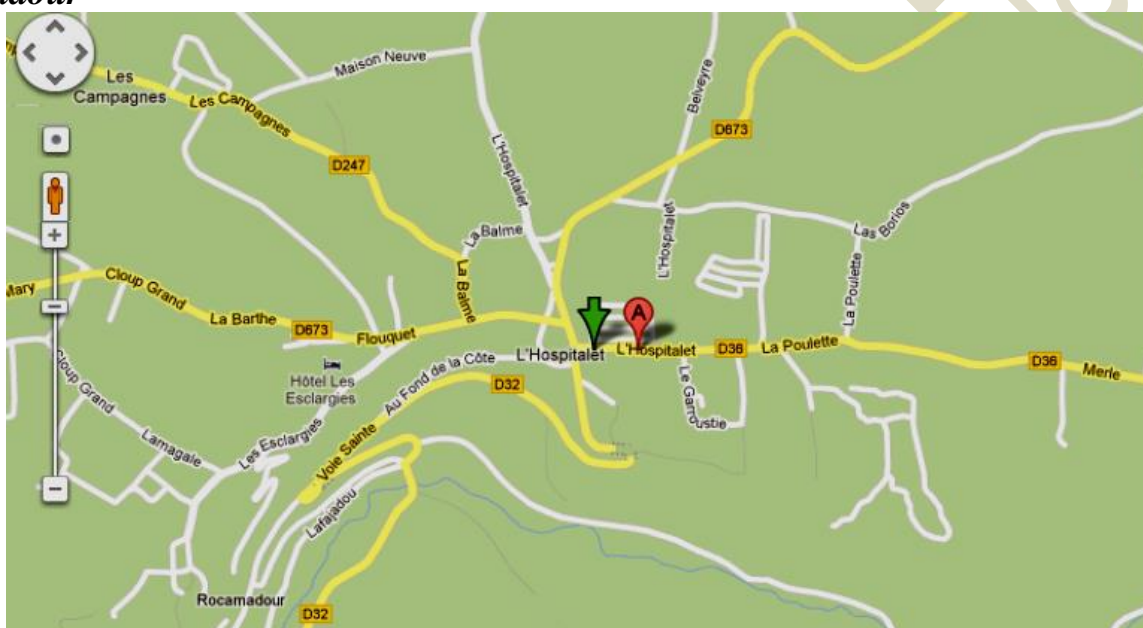 Les
Campagnes
Les Campagnes
Maison Neuve
D247
L'Hospitalet
Belveyre
D673
La Balme
La Balme
L'Hospitalet
Las Borios
La Poulette
Mary
Cloup Grand
La Barthe
D673
Flouquet
A
L'Hospitalet
L'Hospitalet
D36
La Poulette
D36
Merle
Cloup Grand
Hôtel Les
Esclargies
Au Fond de la Côte
D32
Le Garroustie
Lamagale
Les Esclargies
Voie Sainte
Lafajadou
Rocamadour
D32